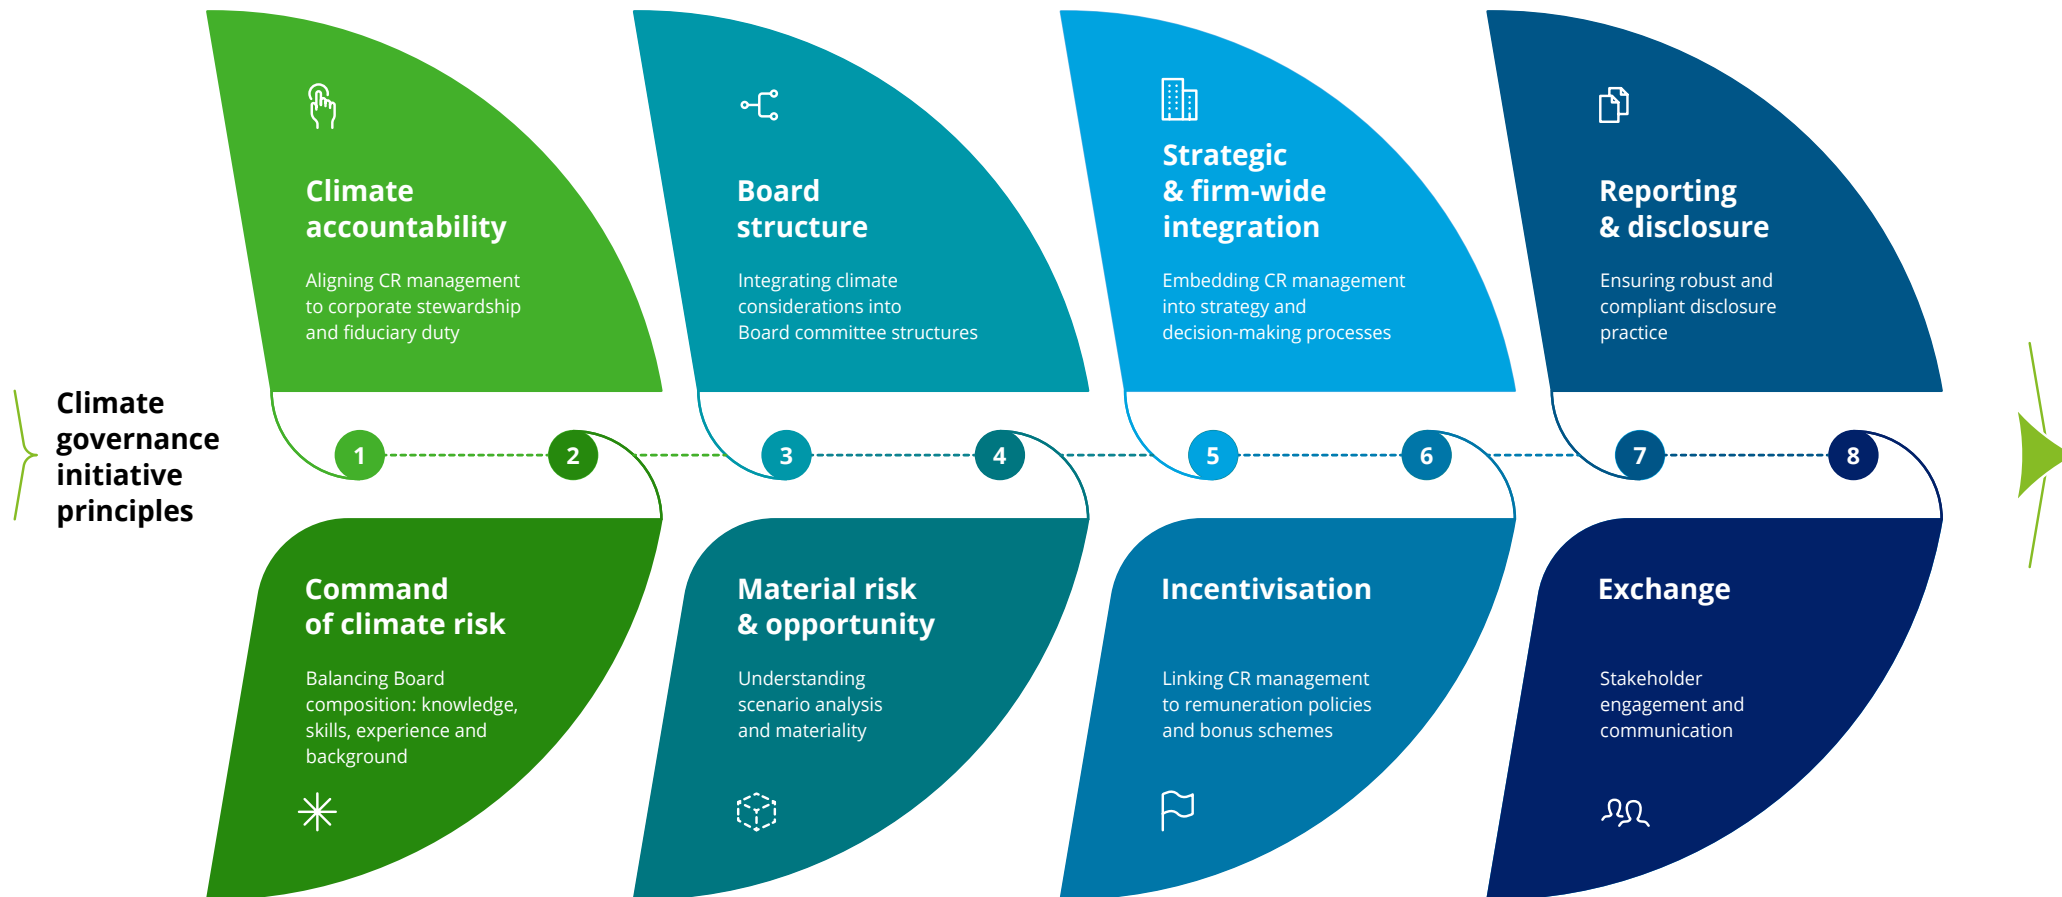 Climate
governance
initiative
principles
1
Climate
accountability
Aligning CR management
to corporate stewardship
and fiduciary duty
2
Command
of climate risk
Balancing Board
composition: knowledge,
skills, experience and
background
3
Board
structure
Integrating climate
considerations into
Board committee structures
4
Material risk
& opportunity
Understanding
scenario analysis
and materiality
5
Strategic
& firm-wide
integration
Embedding CR management
into strategy and
decision-making processes
6
Incentivisation
Linking CR management
to remuneration policies
and bonus schemes
7
Reporting
& disclosure
Ensuring robust and
compliant disclosure
practice
8
Exchange
Stakeholder
engagement and
communication